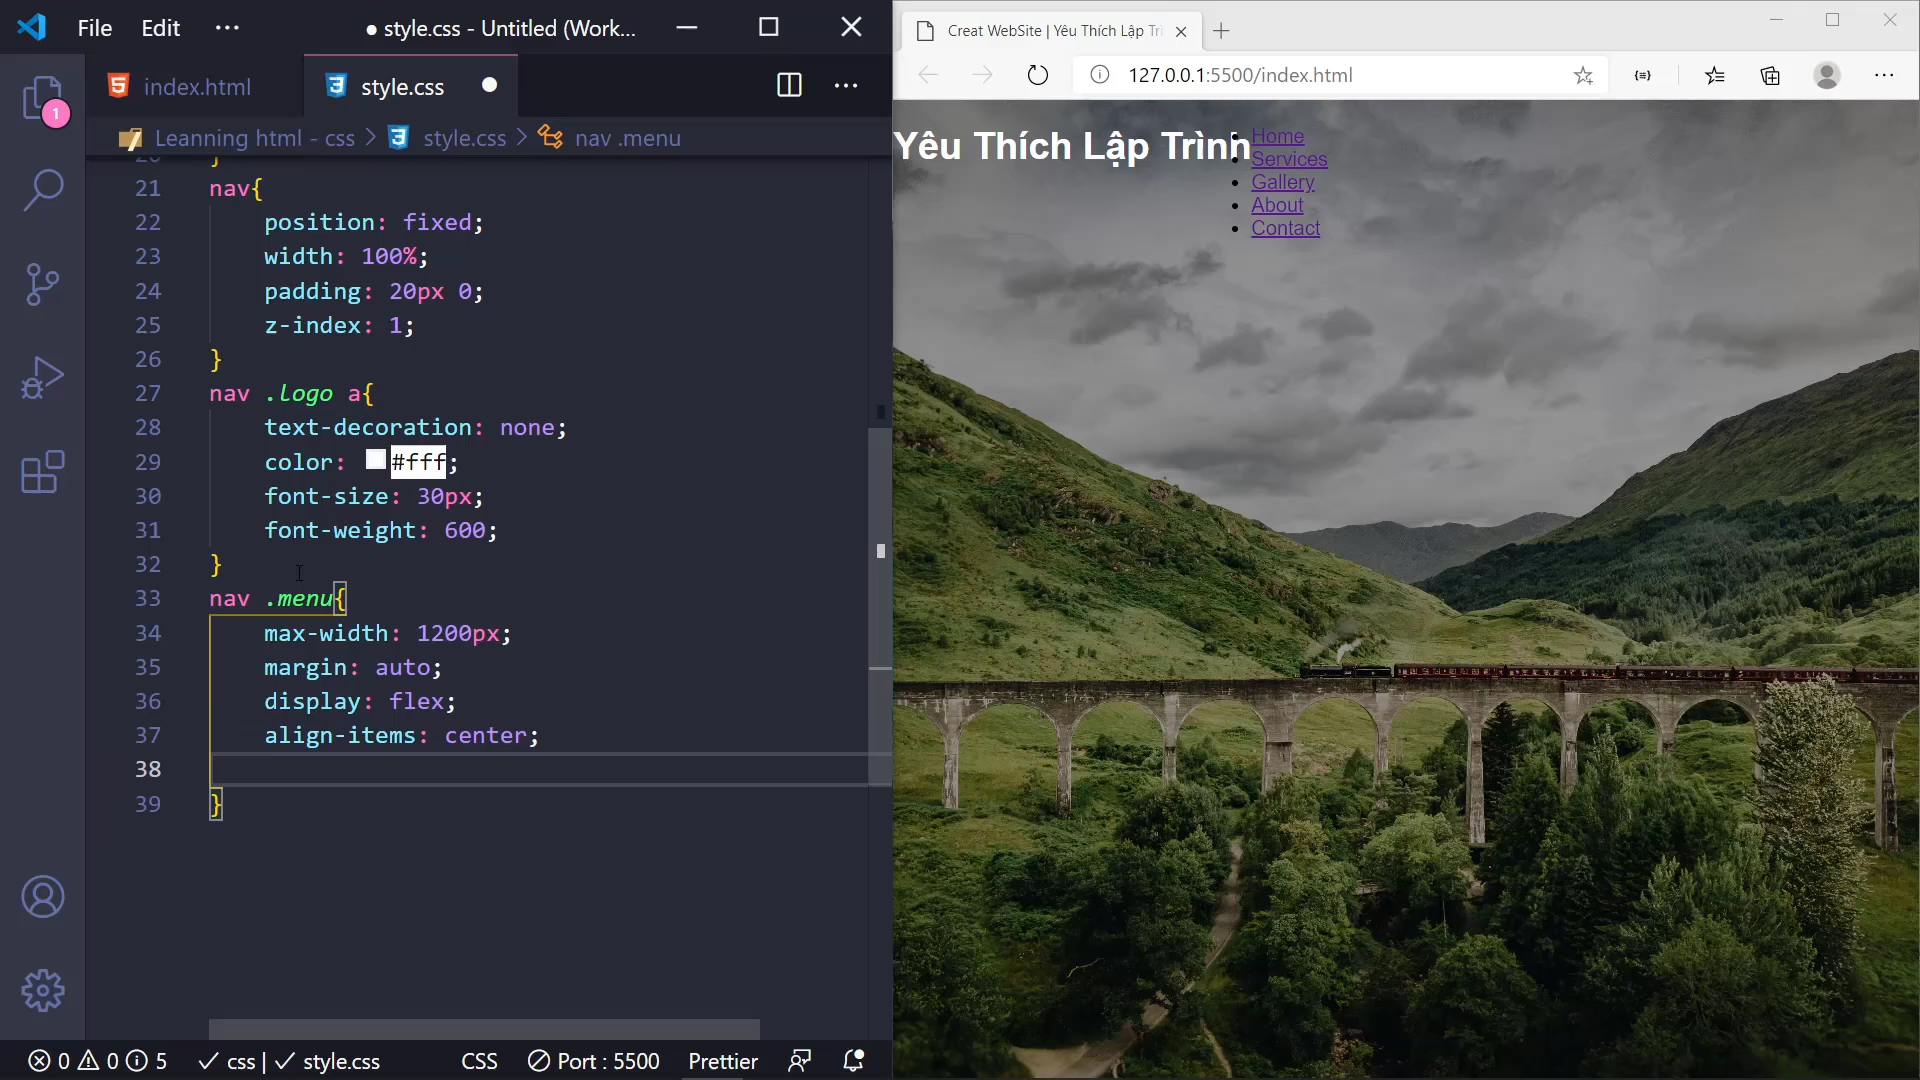 File Edit ··· ● style.css - Untitled (Work...
index.html style.css
Leanning html - css > style.css > nav .menu
1
20 }
21 nav{
22 position: fixed;
23 width: 100%;
24 padding: 20px 0;
25 z-index: 1;
26 }
27 nav .logo a{
28 text-decoration: none;
29 color: #fff;
30 font-size: 30px;
31 font-weight: 600;
32 }
33 nav .menu{
34 max-width: 1200px;
35 margin: auto;
36 display: flex;
37 align-items: center;
38
39 }
0 0 5 ✓ css | ✓ style.css CSS Port : 5500 Prettier
Creat WebSite | Yêu Thích Lập Trì
127.0.0.1:5500/index.html
Yêu Thích Lập Trình
Home
Services
Gallery
About
Contact